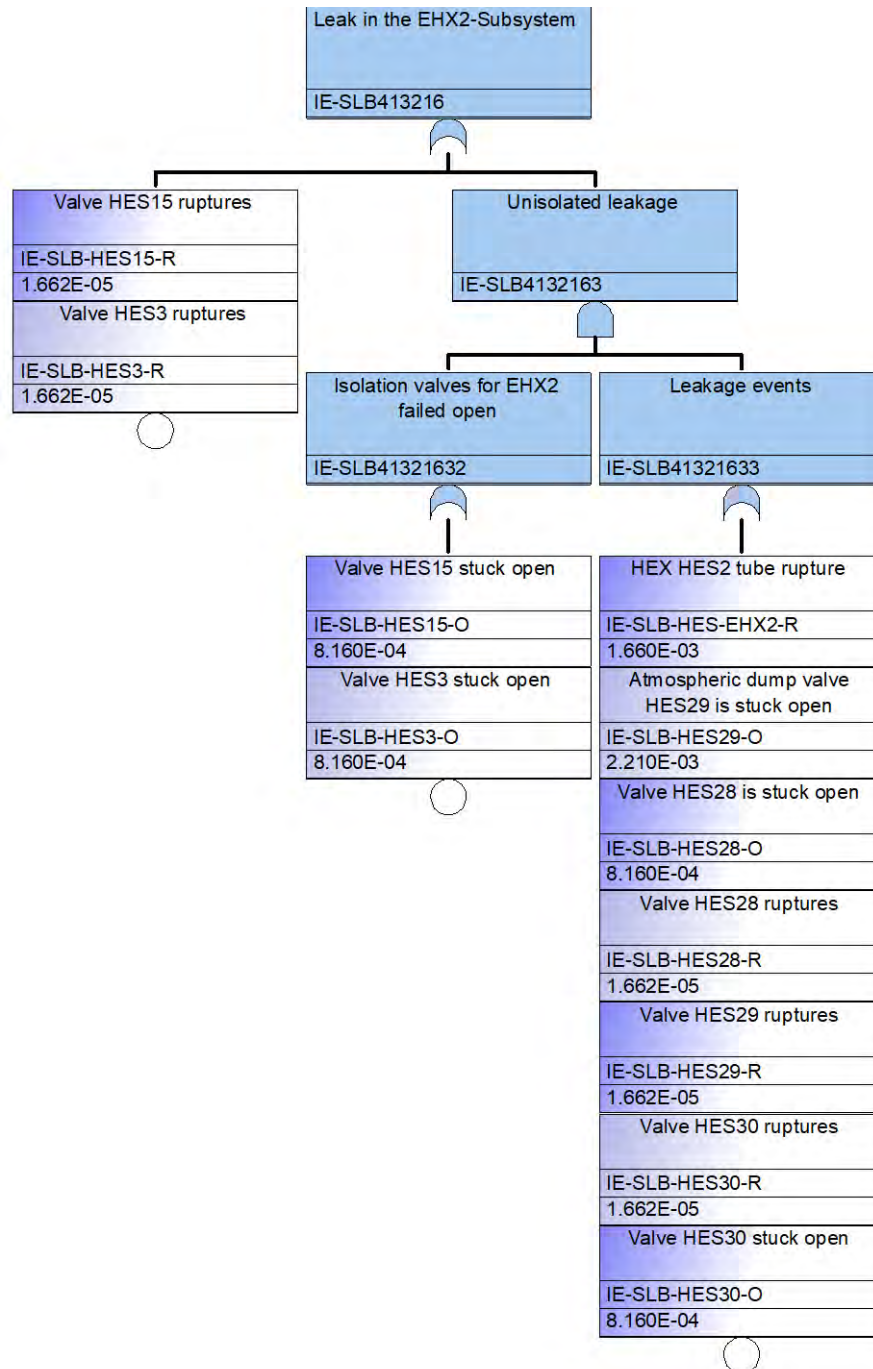 Leak in the EHX2-Subsystem
IE-SLB413216
Valve HES15 ruptures
IE-SLB-HES15-R
1.662E-05
Valve HES3 ruptures
IE-SLB-HES3-R
1.662E-05
Unisolated leakage
IE-SLB4132163
Isolation valves for EHX2
failed open
IE-SLB41321632
Leakage events
IE-SLB41321633
Valve HES15 stuck open
IE-SLB-HES15-O
8.160E-04
Valve HES3 stuck open
IE-SLB-HES3-O
8.160E-04
HEX HES2 tube rupture
IE-SLB-HES-EHX2-R
1.660E-03
Atmospheric dump valve
HES29 is stuck open
IE-SLB-HES29-O
2.210E-03
Valve HES28 is stuck open
IE-SLB-HES28-O
8.160E-04
Valve HES28 ruptures
IE-SLB-HES28-R
1.662E-05
Valve HES29 ruptures
IE-SLB-HES29-R
1.662E-05
Valve HES30 ruptures
IE-SLB-HES30-R
1.662E-05
Valve HES30 stuck open
IE-SLB-HES30-O
8.160E-04